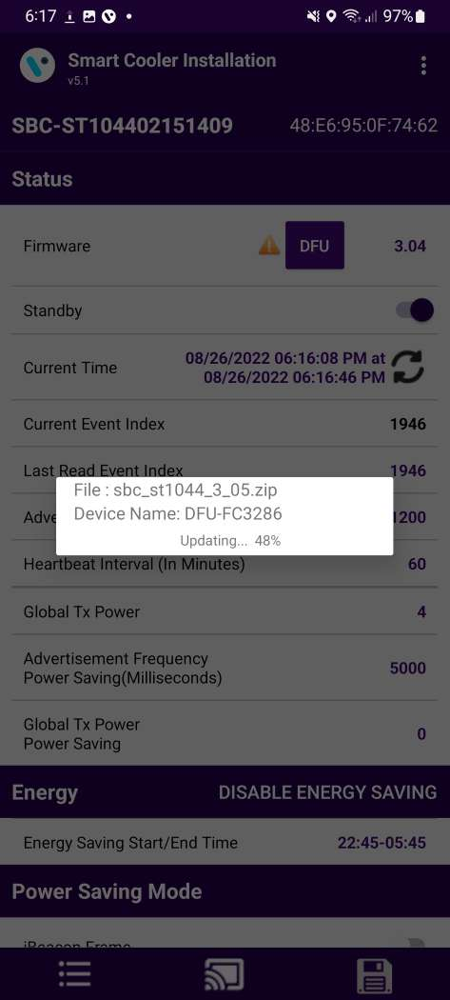 6:17
97%
Smart Cooler Installation
v5.1
SBC-ST104402151409 48:E6:95:0F:74:62
Status
Firmware DFU 3.04
Standby
Current Time 08/26/2022 06:16:08 PM at
08/26/2022 06:16:46 PM
Current Event Index 1946
Last Read Event Index 1946
File : sbc_st1044_3_05.zip
Device Name: DFU-FC3286
Updating... 48%
Adve 1200
Heartbeat Interval (In Minutes) 60
Global Tx Power 4
Advertisement Frequency
Power Saving(Milliseconds) 5000
Global Tx Power
Power Saving 0
Energy DISABLE ENERGY SAVING
Energy Saving Start/End Time 22:45-05:45
Power Saving Mode
iBeacon Frame